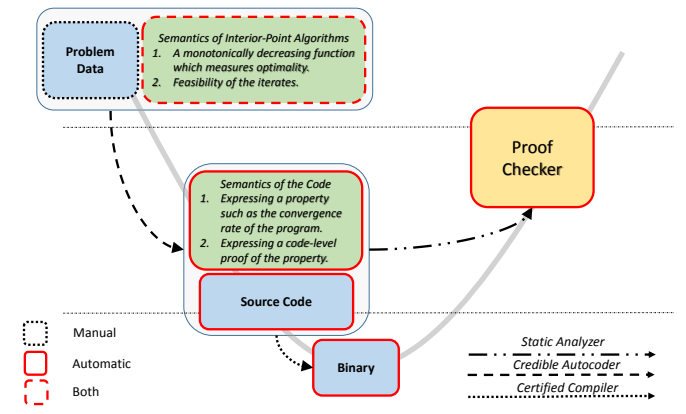 Problem
Data
Semantics of Interior-Point Algorithms
1. A monotonically decreasing function
which measures optimality.
2. Feasibility of the iterates.
Proof
Checker
Semantics of the Code
1. Expressing a property
such as the convergence
rate of the program.
2. Expressing a code-level
proof of the property.
Source Code
Binary
Manual
Automatic
Both
Static Analyzer
Credible Autocoder
Certified Compiler